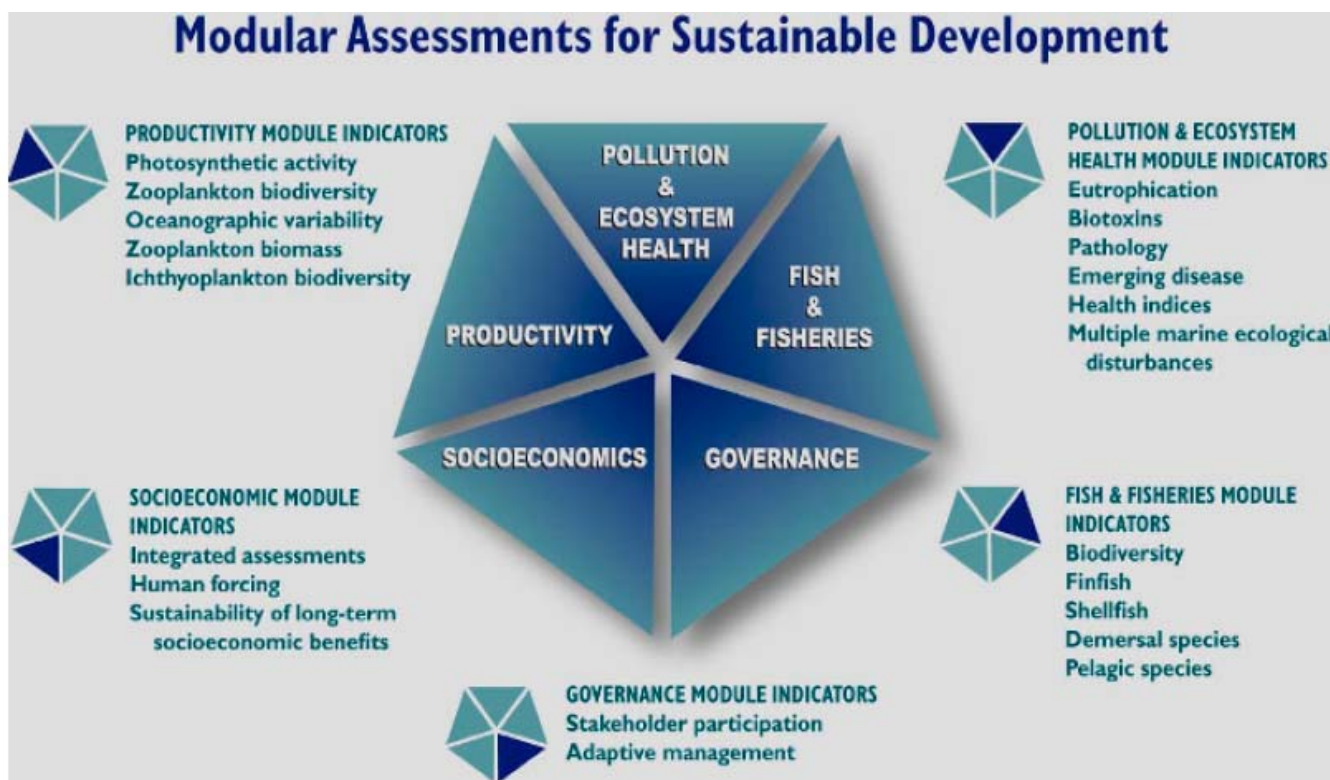 Modular Assessments for Sustainable Development
PRODUCTIVITY MODULE INDICATORS
Photosynthetic activity
Zooplankton biodiversity
Oceanographic variability
Zooplankton biomass
Ichthyoplankton biodiversity
POLLUTION
&
ECOSYSTEM
HEALTH
FISH
&
FISHERIES
PRODUCTIVITY
SOCIOECONOMICS
GOVERNANCE
POLLUTION & ECOSYSTEM
HEALTH MODULE INDICATORS
Eutrophication
Biotoxins
Pathology
Emerging disease
Health indices
Multiple marine ecological
disturbances
SOCIOECONOMIC MODULE
INDICATORS
Integrated assessments
Human forcing
Sustainability of long-term
socioeconomic benefits
FISH & FISHERIES MODULE
INDICATORS
Biodiversity
Finfish
Shellfish
Demersal species
Pelagic species
GOVERNANCE MODULE INDICATORS
Stakeholder participation
Adaptive management